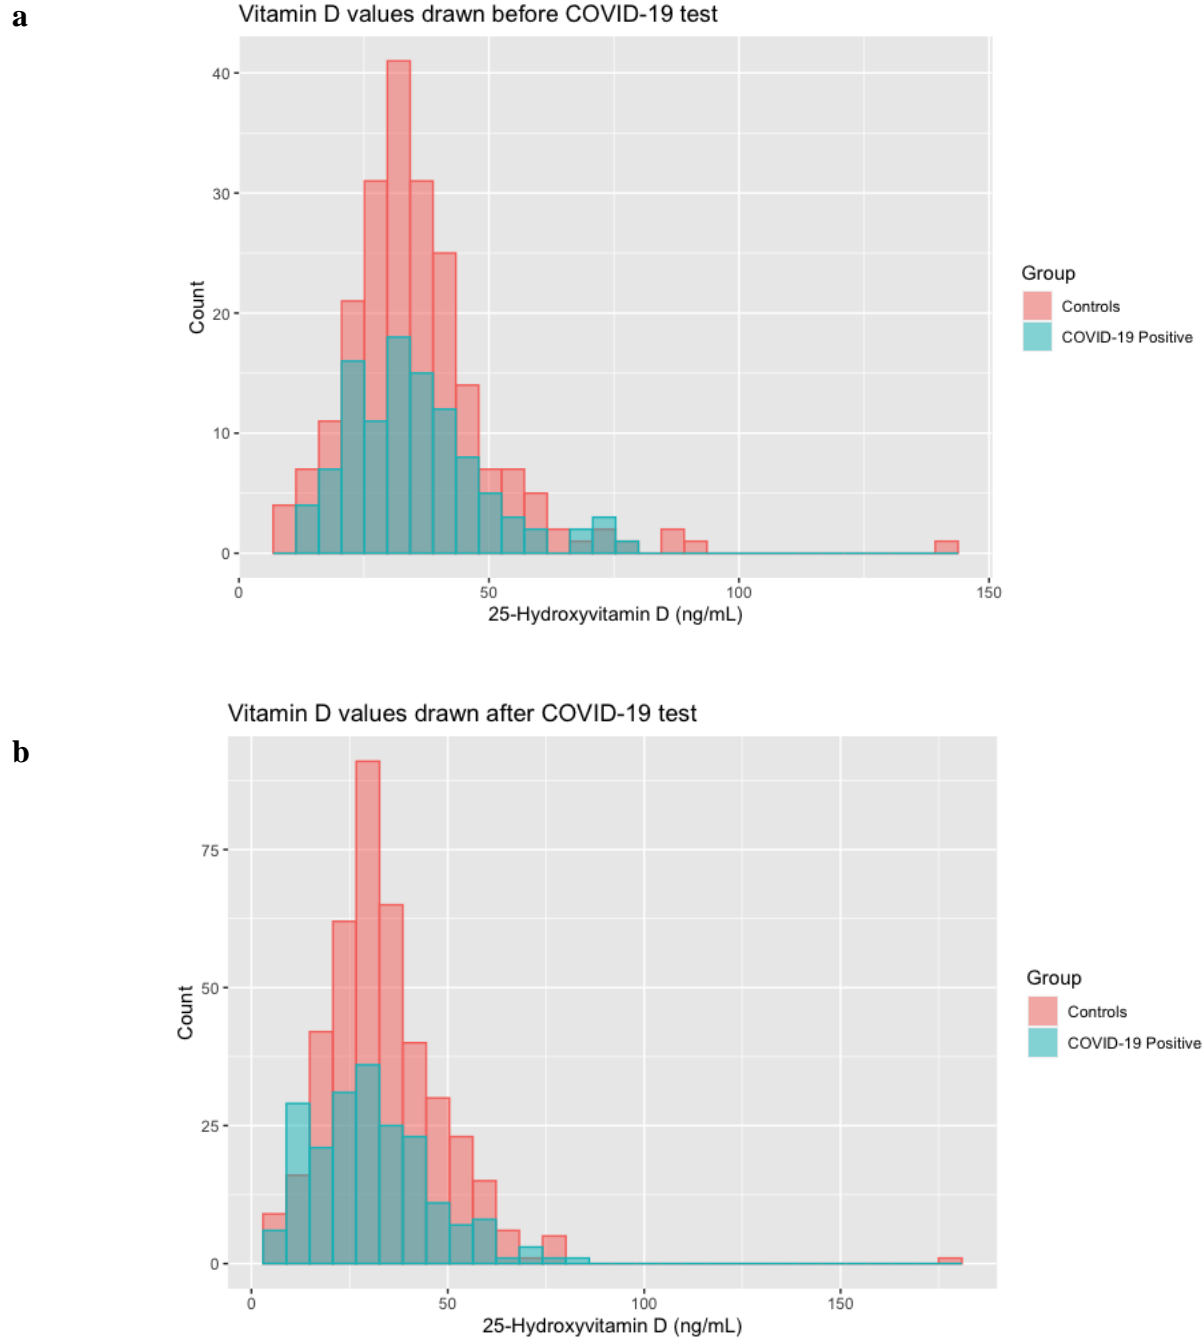 a
Vitamin D values drawn before COVID-19 test
40
30
20
10
0
Count
0 50 100 150
25-Hydroxyvitamin D (ng/mL)
Group
Controls
COVID-19 Positive
b
Vitamin D values drawn after COVID-19 test
75
50
25
0
Count
0 50 100 150
25-Hydroxyvitamin D (ng/mL)
Group
Controls
COVID-19 Positive